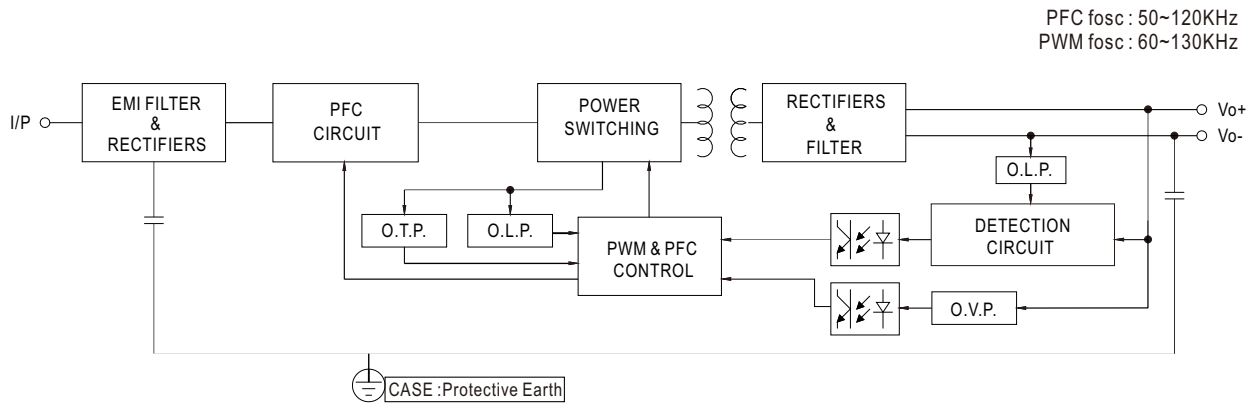 PFC fosc : 50~120KHz
PWM fosc : 60~130KHz
I/P
EMI FILTER
&
RECTIFIERS
PFC
CIRCUIT
POWER
SWITCHING
RECTIFIERS
&
FILTER
Vo+
Vo-
O.L.P.
O.T.P.
O.L.P.
PWM & PFC
CONTROL
DETECTION
CIRCUIT
O.V.P.
CASE :Protective Earth